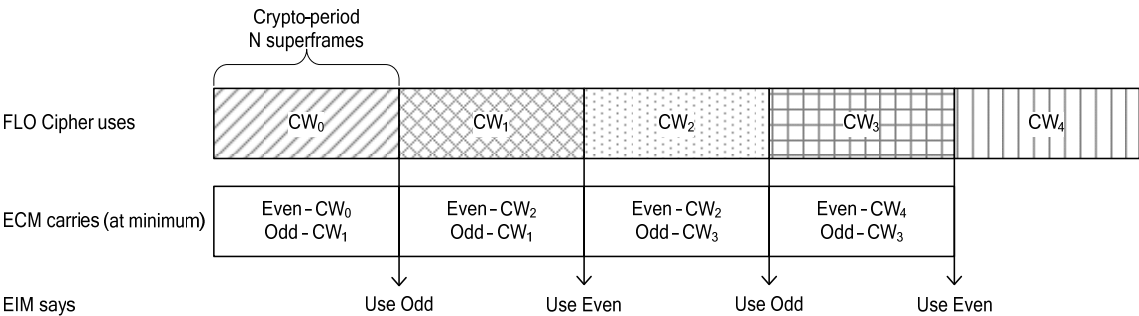 Crypto-period
N superframes
FLO Cipher uses
CW₀
CW₁
CW₂
CW₃
CW₄
ECM carries (at minimum)
Even - CW₀
Odd - CW₁
Even - CW₂
Odd - CW₁
Even - CW₂
Odd - CW₃
Even - CW₄
Odd - CW₃
EIM says
Use Odd
Use Even
Use Odd
Use Even